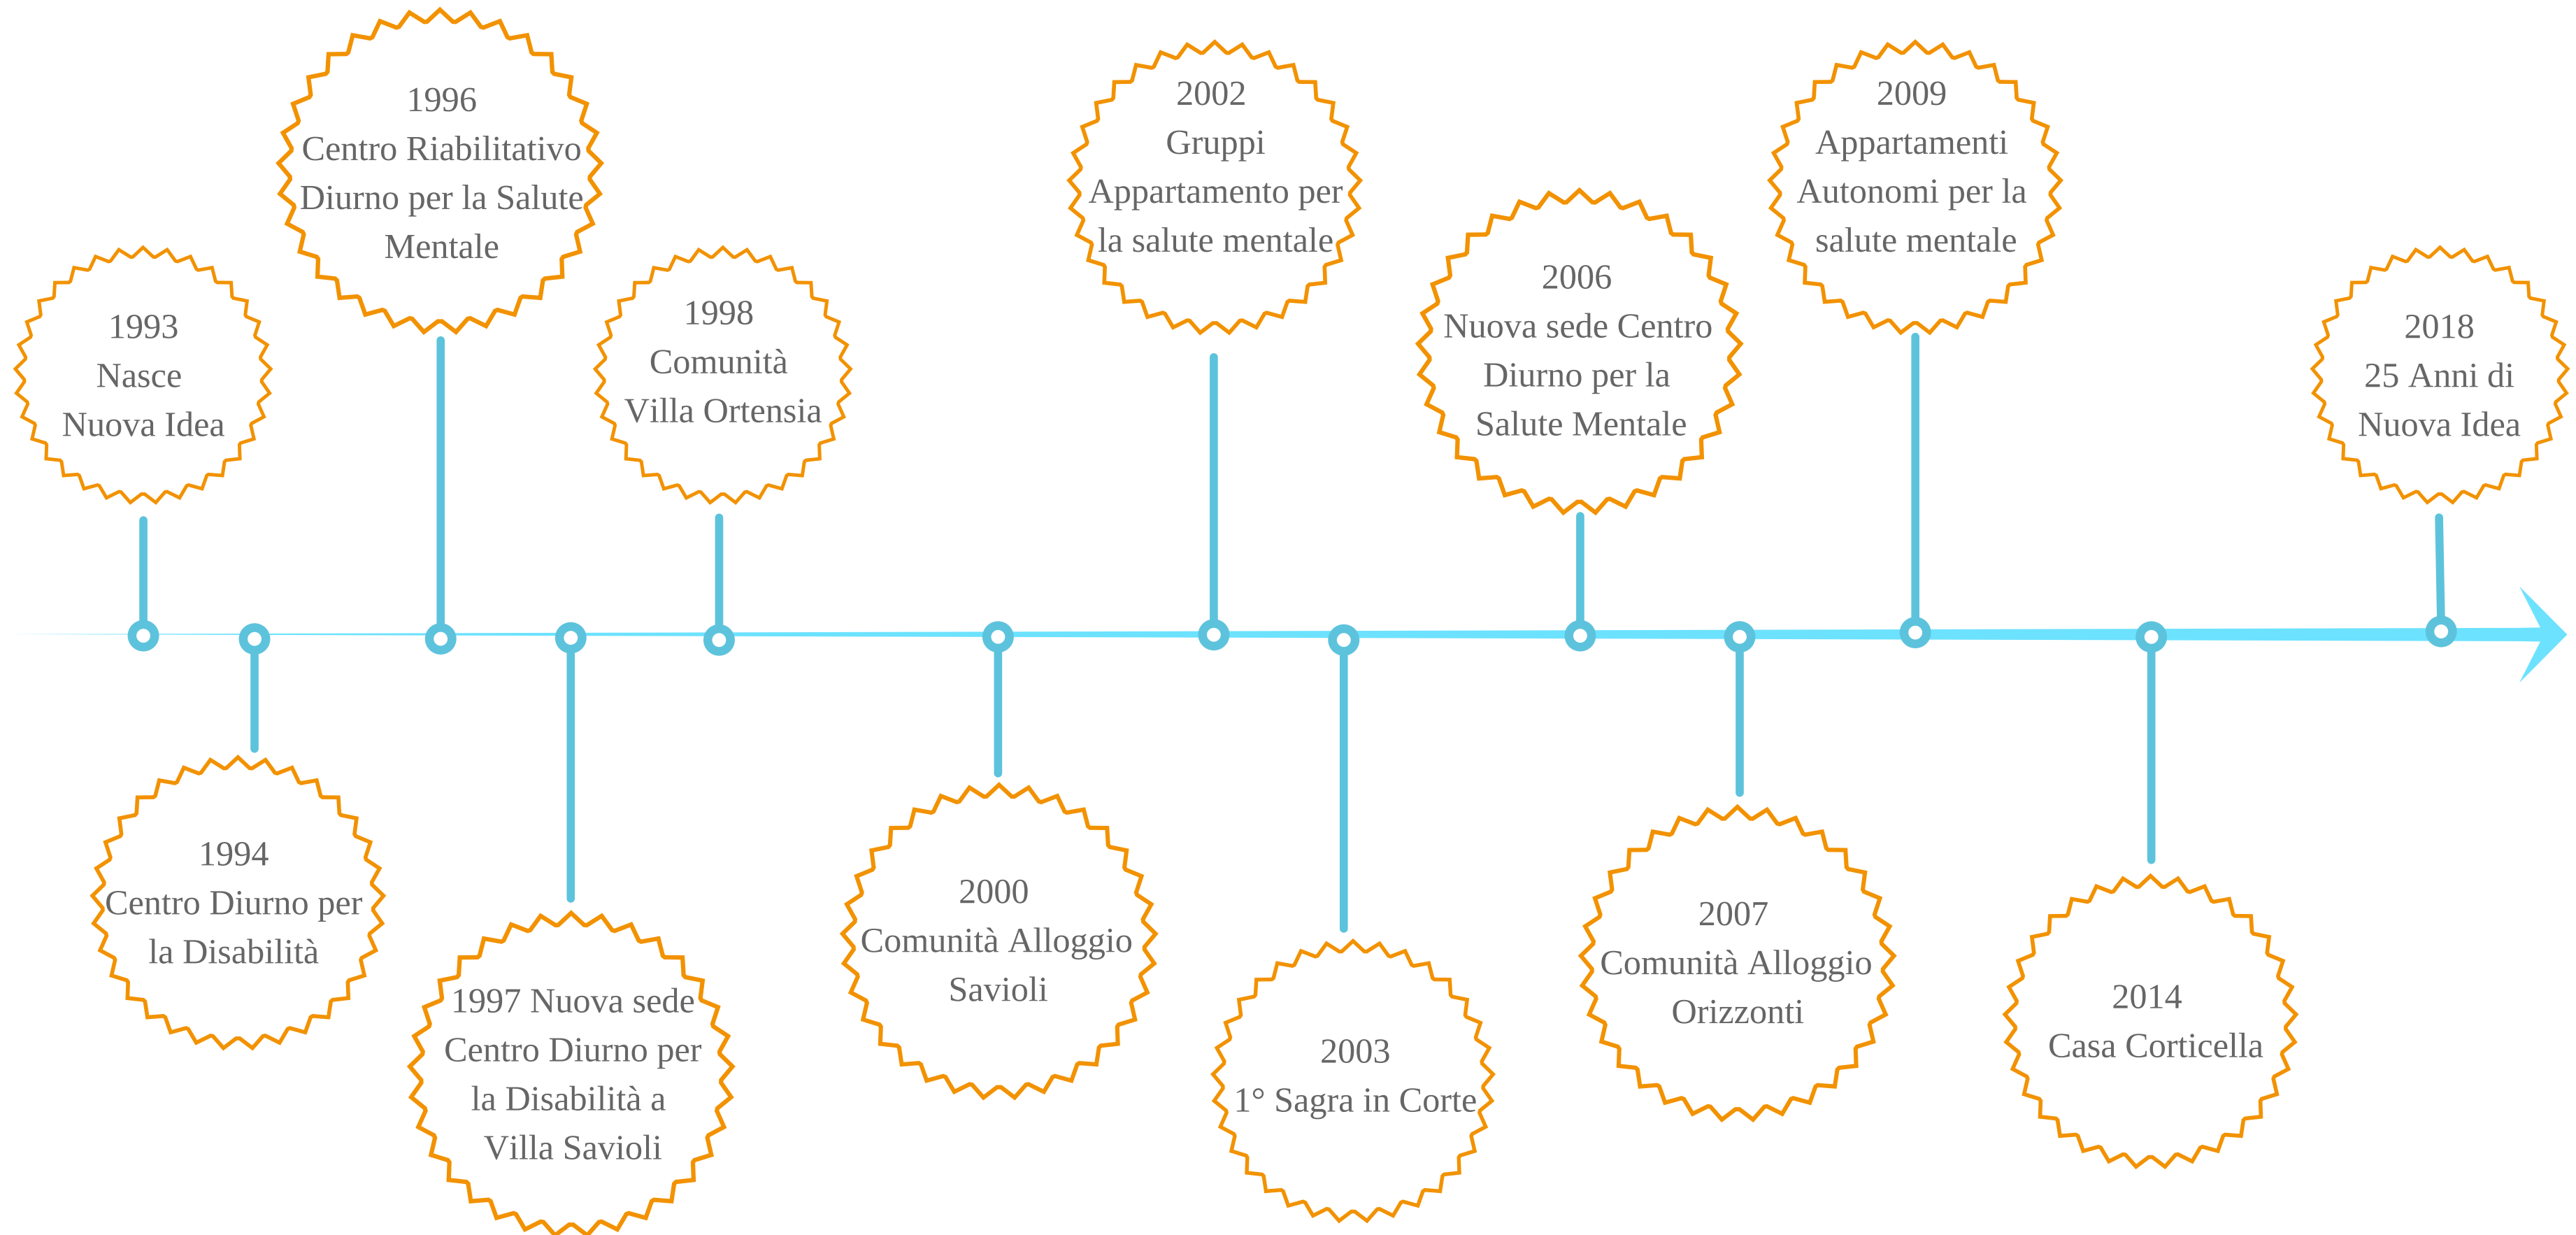 1993
Nasce
Nuova Idea
1994
Centro Diurno per
la Disabilità
1996
Centro Riabilitativo
Diurno per la Salute
Mentale
1997 Nuova sede
Centro Diurno per
la Disabilità a
Villa Savioli
1998
Comunità
Villa Ortensia
2000
Comunità Alloggio
Savioli
2002
Gruppi
Appartamento per
la salute mentale
2003
1° Sagra in Corte
2006
Nuova sede Centro
Diurno per la
Salute Mentale
2007
Comunità Alloggio
Orizzonti
2009
Appartamenti
Autonomi per la
salute mentale
2014
Casa Corticella
2018
25 Anni di
Nuova Idea